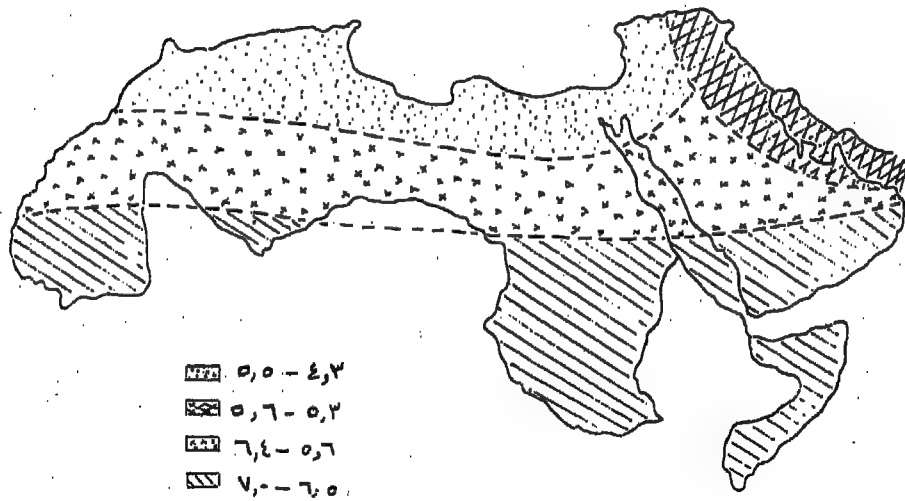 ٤,٣ – ٥,٥
٥,٣ – ٥,٦
٥,٦ – ٦,٤
٦,٥ – ٧,٠